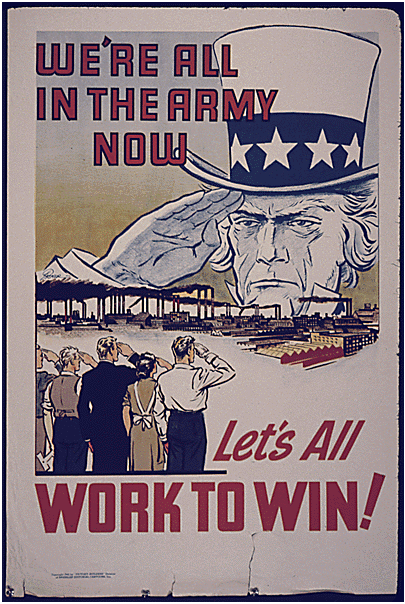 WE'RE ALL
IN THE ARMY
NOW
Let's All
WORK TO WIN!